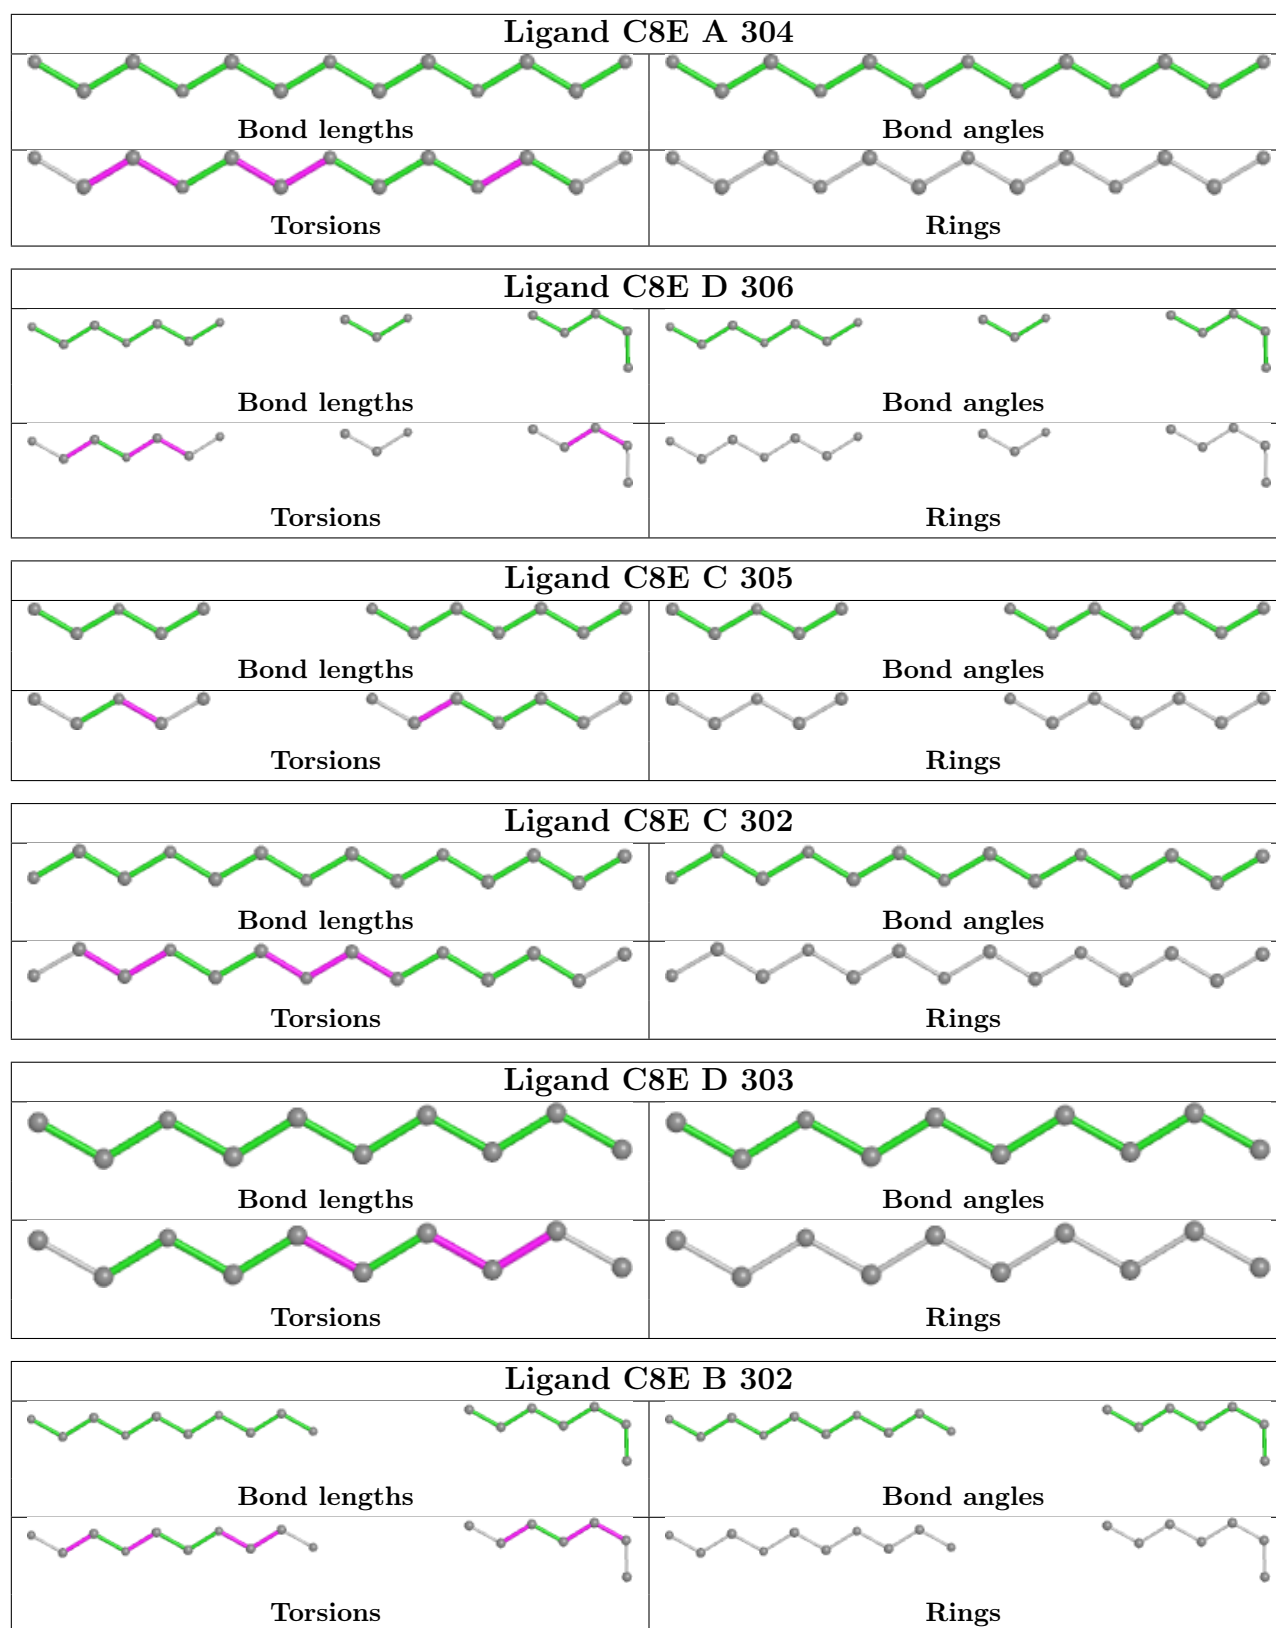 Ligand C8E A 304
Bond lengths
Bond angles
Torsions
Rings
Ligand C8E D 306
Bond lengths
Bond angles
Torsions
Rings
Ligand C8E C 305
Bond lengths
Bond angles
Torsions
Rings
Ligand C8E C 302
Bond lengths
Bond angles
Torsions
Rings
Ligand C8E D 303
Bond lengths
Bond angles
Torsions
Rings
Ligand C8E B 302
Bond lengths
Bond angles
Torsions
Rings